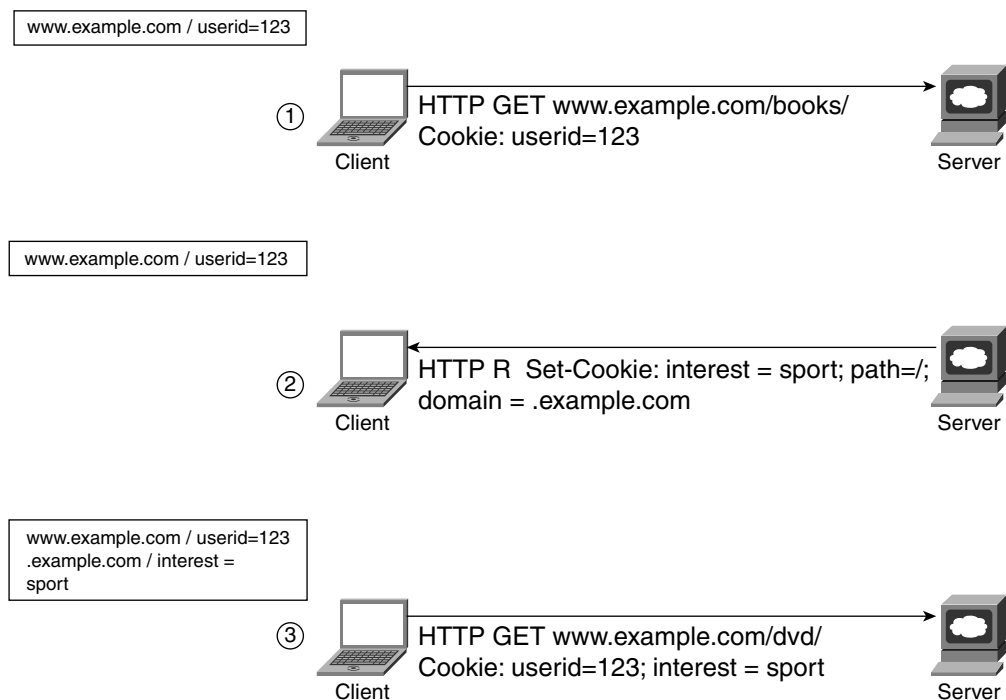 www.example.com / userid=123
①
HTTP GET www.example.com/books/
Cookie: userid=123
Client
Server
www.example.com / userid=123
②
HTTP R  Set-Cookie: interest = sport; path=/;
domain = .example.com
Client
Server
www.example.com / userid=123
.example.com / interest =
sport
③
HTTP GET www.example.com/dvd/
Cookie: userid=123; interest = sport
Client
Server